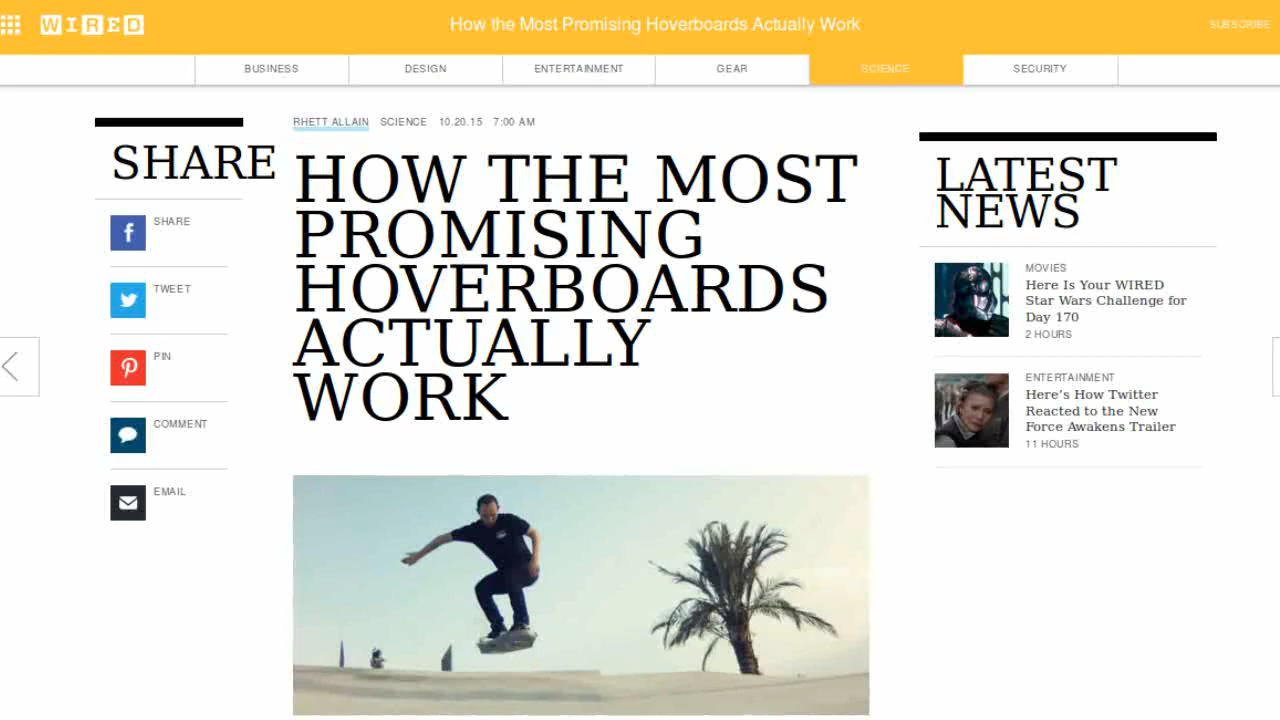 WIRED
How the Most Promising Hoverboards Actually Work
SUBSCRIBE
BUSINESS
DESIGN
ENTERTAINMENT
GEAR
SCIENCE
SECURITY
SHARE
SHARE
TWEET
PIN
COMMENT
EMAIL
RHETT ALLAIN SCIENCE 10.20.15 7:00 AM
HOW THE MOST
PROMISING
HOVERBOARDS
ACTUALLY
WORK
LATEST
NEWS
MOVIES
Here Is Your WIRED
Star Wars Challenge for
Day 170
2 HOURS
ENTERTAINMENT
Here’s How Twitter
Reacted to the New
Force Awakens Trailer
11 HOURS